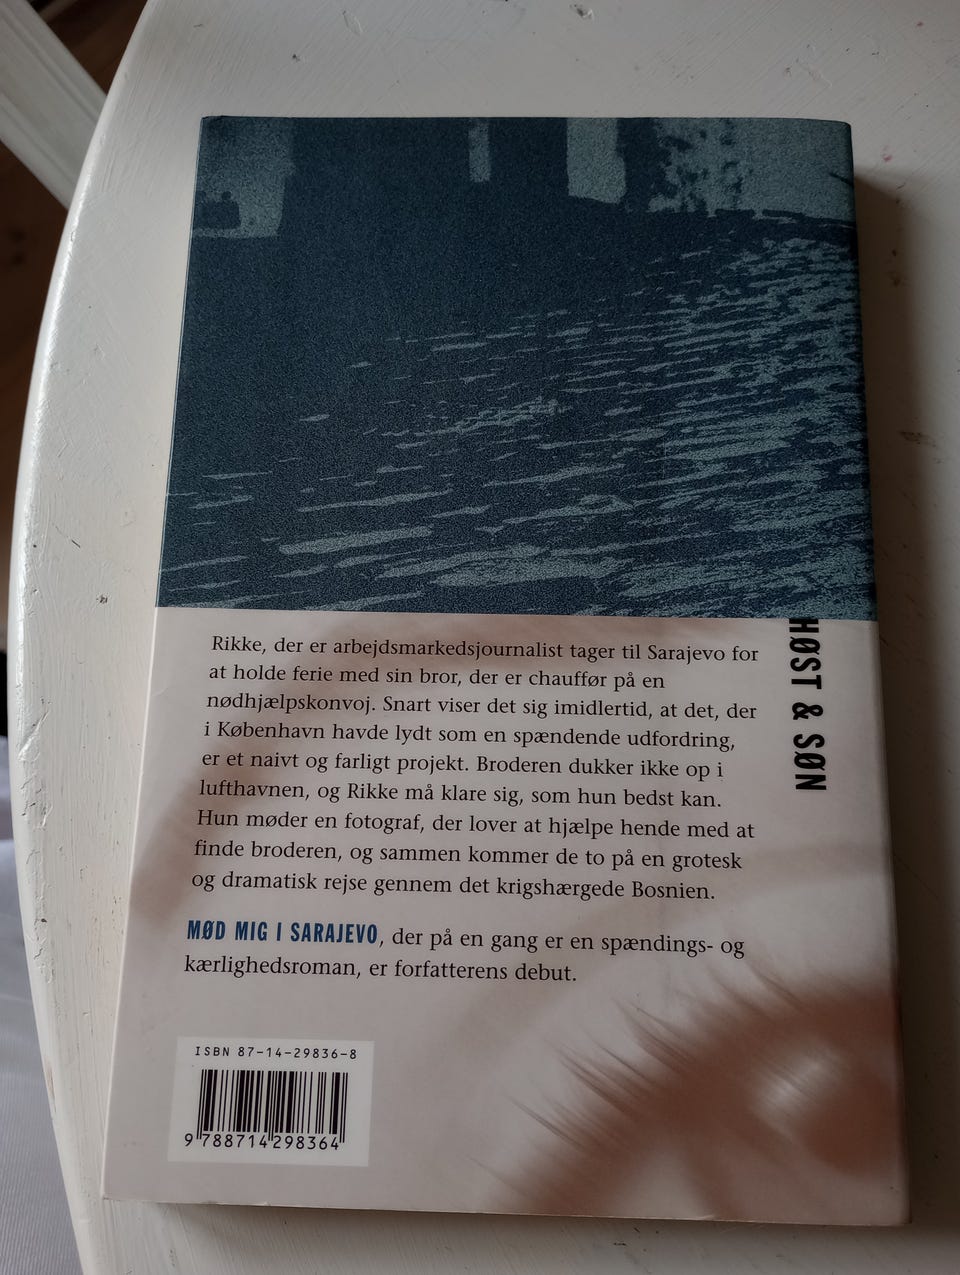 Rikke, der er arbejdsmarkedsjournalist tager til Sarajevo for
at holde ferie med sin bror, der er chauffør på en
nødhjælpskonvoj. Snart viser det sig imidlertid, at det, der
i København havde lydt som en spændende udfordring,
er et naivt og farligt projekt. Broderen dukker ikke op i
lufthavnen, og Rikke må klare sig, som hun bedst kan.
Hun møder en fotograf, der lover at hjælpe hende med at
finde broderen, og sammen kommer de to på en grotesk
og dramatisk rejse gennem det krigshærgede Bosnien.
MØD MIG I SARAJEVO, der på en gang er en spændings- og
kærlighedsroman, er forfatterens debut.
HØST & SØN
ISBN 87-14-29836-8
9 788714 298364